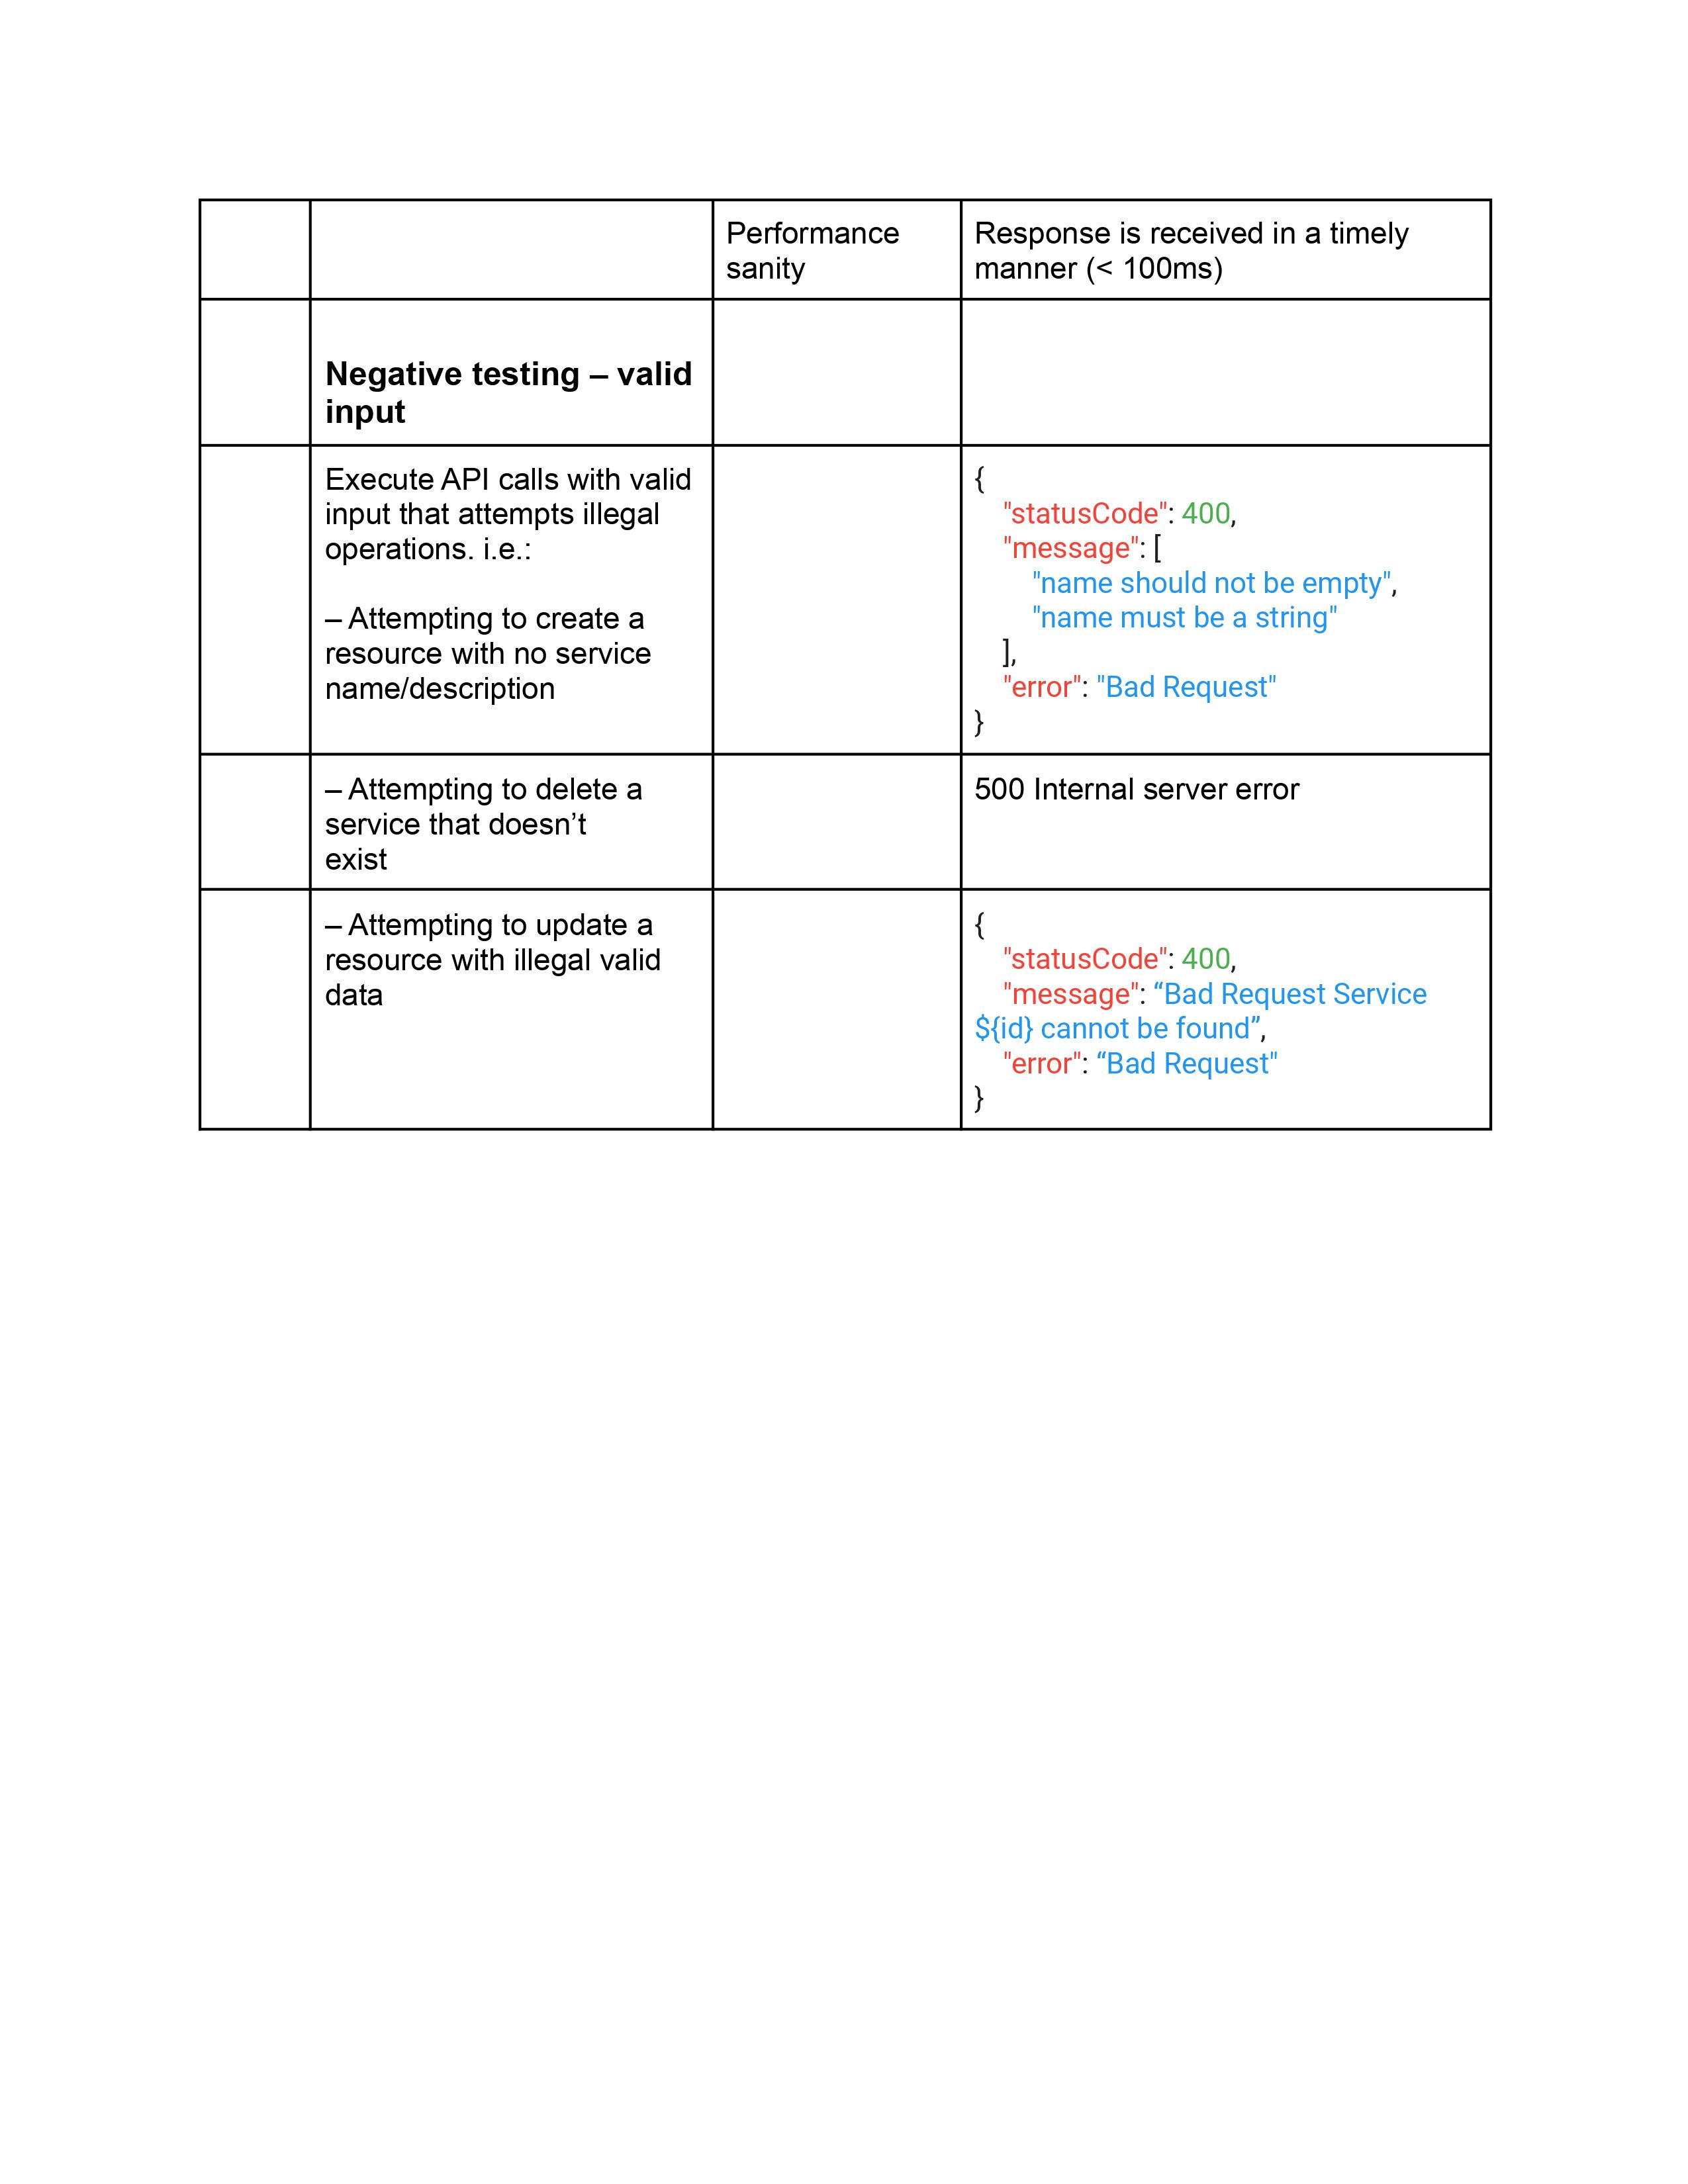 Performance
sanity
Response is received in a timely
manner (< 100ms)
Negative testing – valid
input
Execute API calls with valid
input that attempts illegal
operations. i.e.:
– Attempting to create a
resource with no service
name/description
{
"statusCode": 400,
"message": [
"name should not be empty",
"name must be a string"
],
"error": "Bad Request"
}
– Attempting to delete a
service that doesn’t
exist
500 Internal server error
– Attempting to update a
resource with illegal valid
data
{
"statusCode": 400,
"message": “Bad Request Service
${id} cannot be found”,
"error": “Bad Request"
}